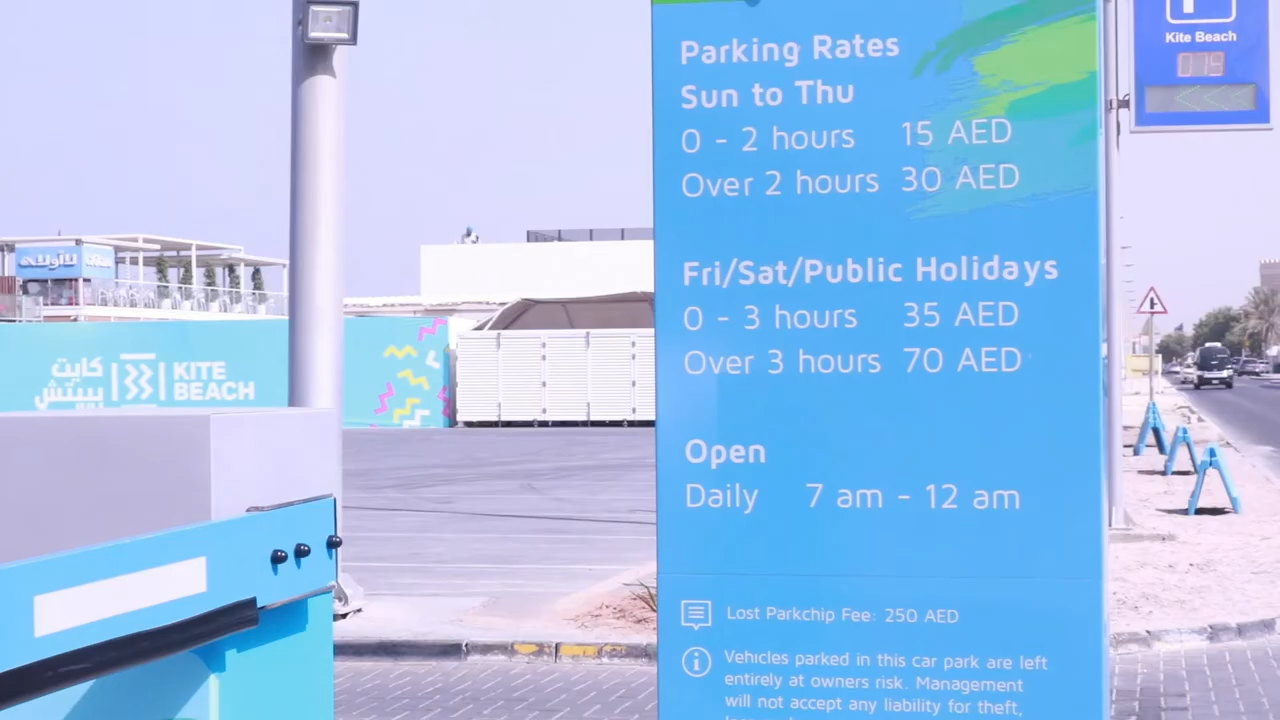 Parking Rates
Sun to Thu
0 - 2 hours 15 AED
Over 2 hours 30 AED
Fri/Sat/Public Holidays
0 - 3 hours 35 AED
Over 3 hours 70 AED
Open
Daily 7 am - 12 am
Lost Parkchip Fee: 250 AED
Vehicles parked in this car park are left
entirely at owners risk. Management
will not accept any liability for theft,
Kite Beach
كايت
بيتش
KITE
BEACH